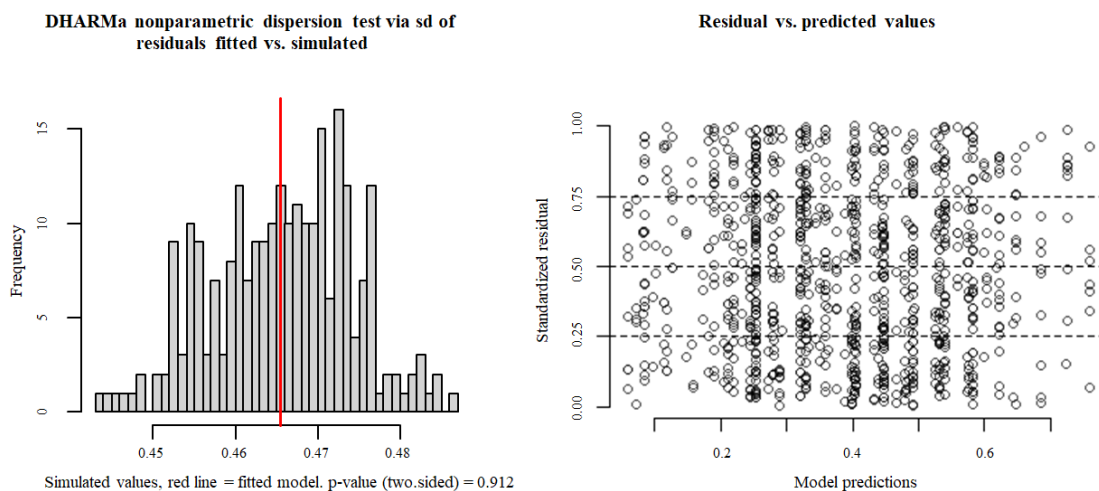 DHARMa nonparametric dispersion test via sd of
residuals fitted vs. simulated
Frequency
15
10
5
0
0.45 0.46 0.47 0.48
Simulated values, red line = fitted model. p-value (two.sided) = 0.912
Residual vs. predicted values
Standardized residual
1.00
0.75
0.50
0.25
0.00
0.2 0.4 0.6
Model predictions